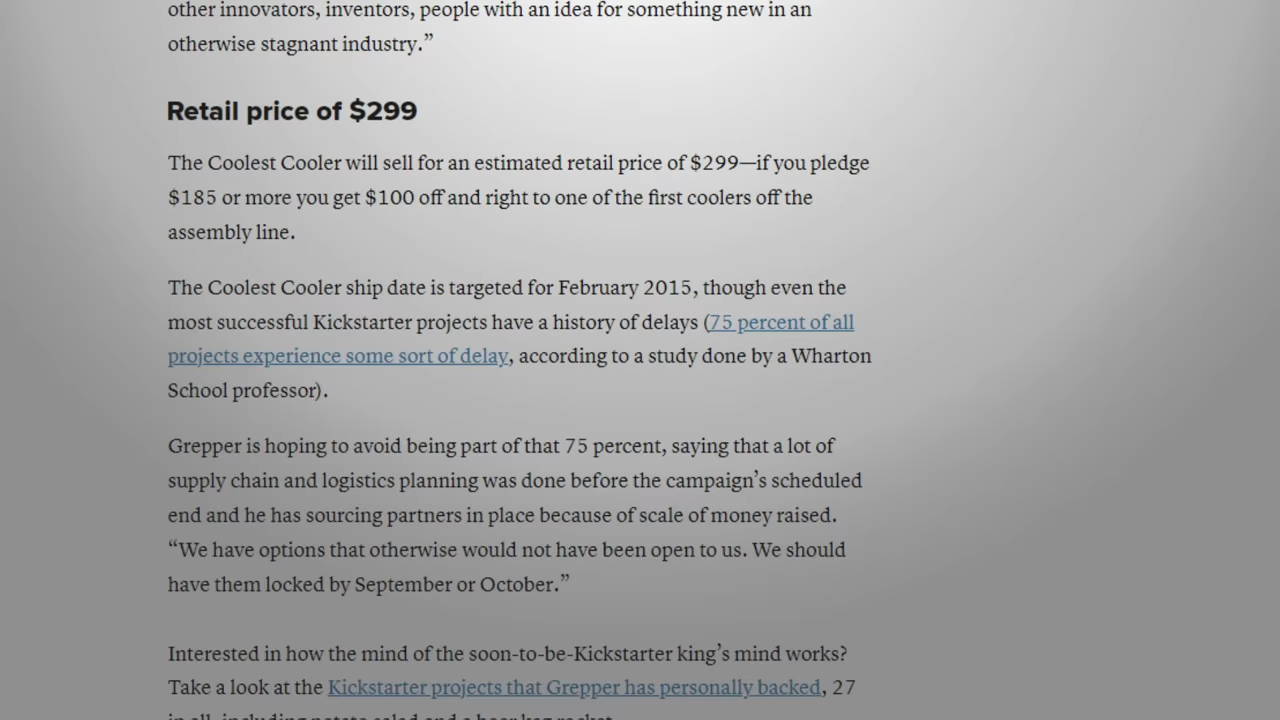 other innovators, inventors, people with an idea for something new in an
otherwise stagnant industry.”
Retail price of $299
The Coolest Cooler will sell for an estimated retail price of $299—if you pledge
$185 or more you get $100 off and right to one of the first coolers off the
assembly line.
The Coolest Cooler ship date is targeted for February 2015, though even the
most successful Kickstarter projects have a history of delays (75 percent of all
projects experience some sort of delay, according to a study done by a Wharton
School professor).
Grepper is hoping to avoid being part of that 75 percent, saying that a lot of
supply chain and logistics planning was done before the campaign’s scheduled
end and he has sourcing partners in place because of scale of money raised.
“We have options that otherwise would not have been open to us. We should
have them locked by September or October.”
Interested in how the mind of the soon-to-be-Kickstarter king’s mind works?
Take a look at the Kickstarter projects that Grepper has personally backed, 27
in all, including potato salad and a beer keg rocket.